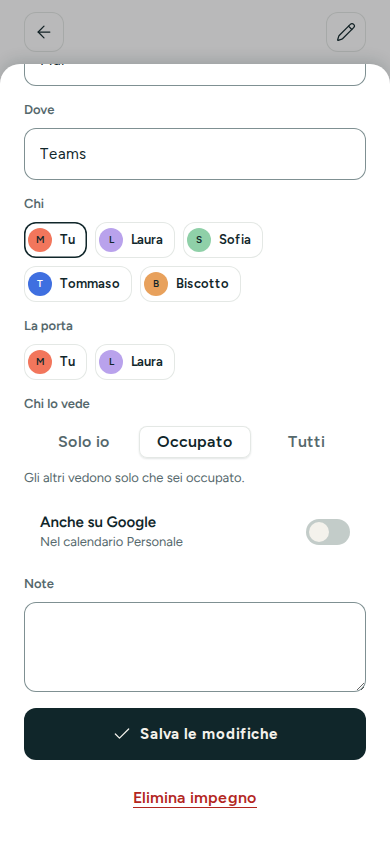 Dove
Teams
Chi
M Tu L Laura S Sofia
T Tommaso B Biscotto
La porta
M Tu L Laura
Chi lo vede
Solo io Occupato Tutti
Gli altri vedono solo che sei occupato.
Anche su Google
Nel calendario Personale
Note
Salva le modifiche
Elimina impegno